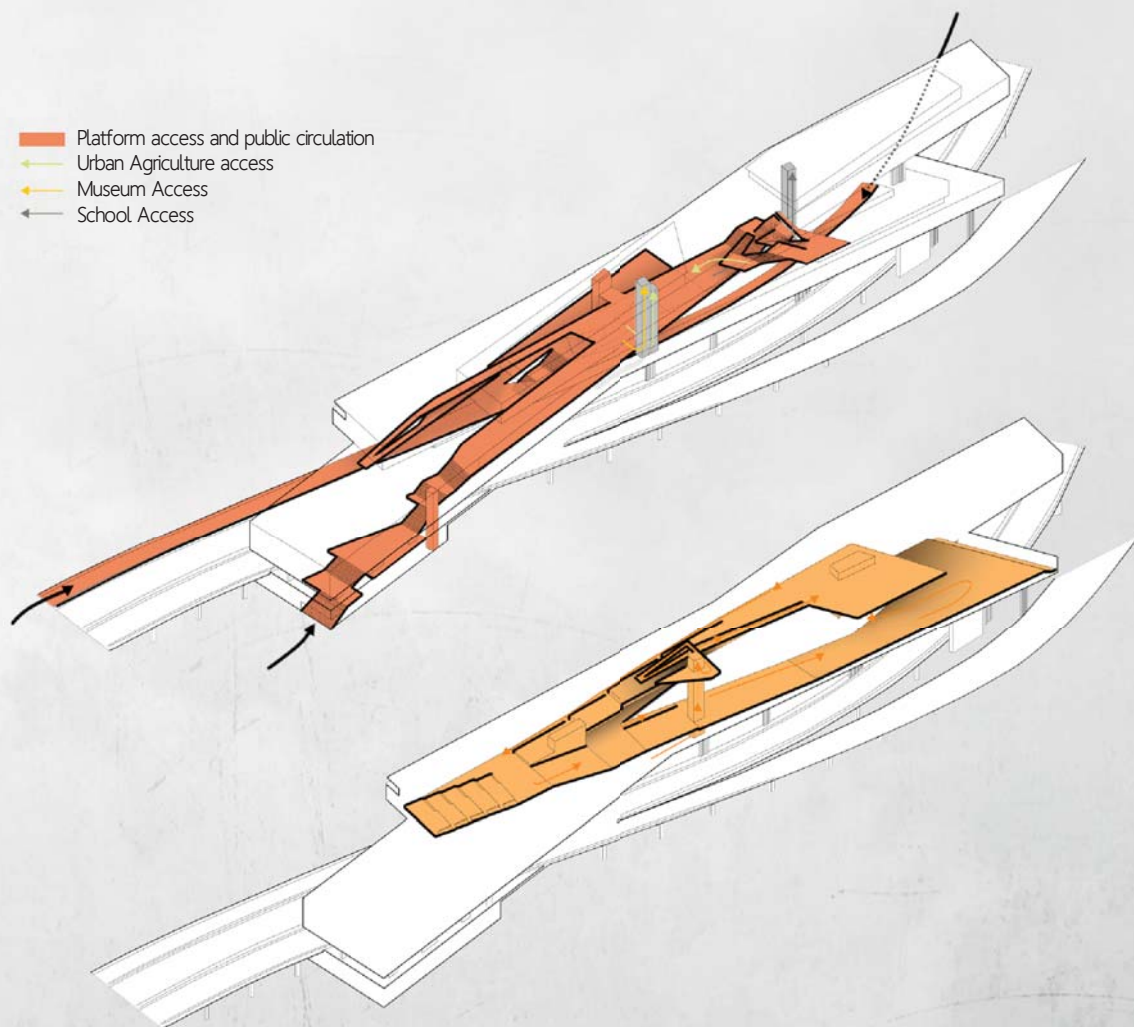 Platform access and public circulation
Urban Agriculture access
Museum Access
School Access